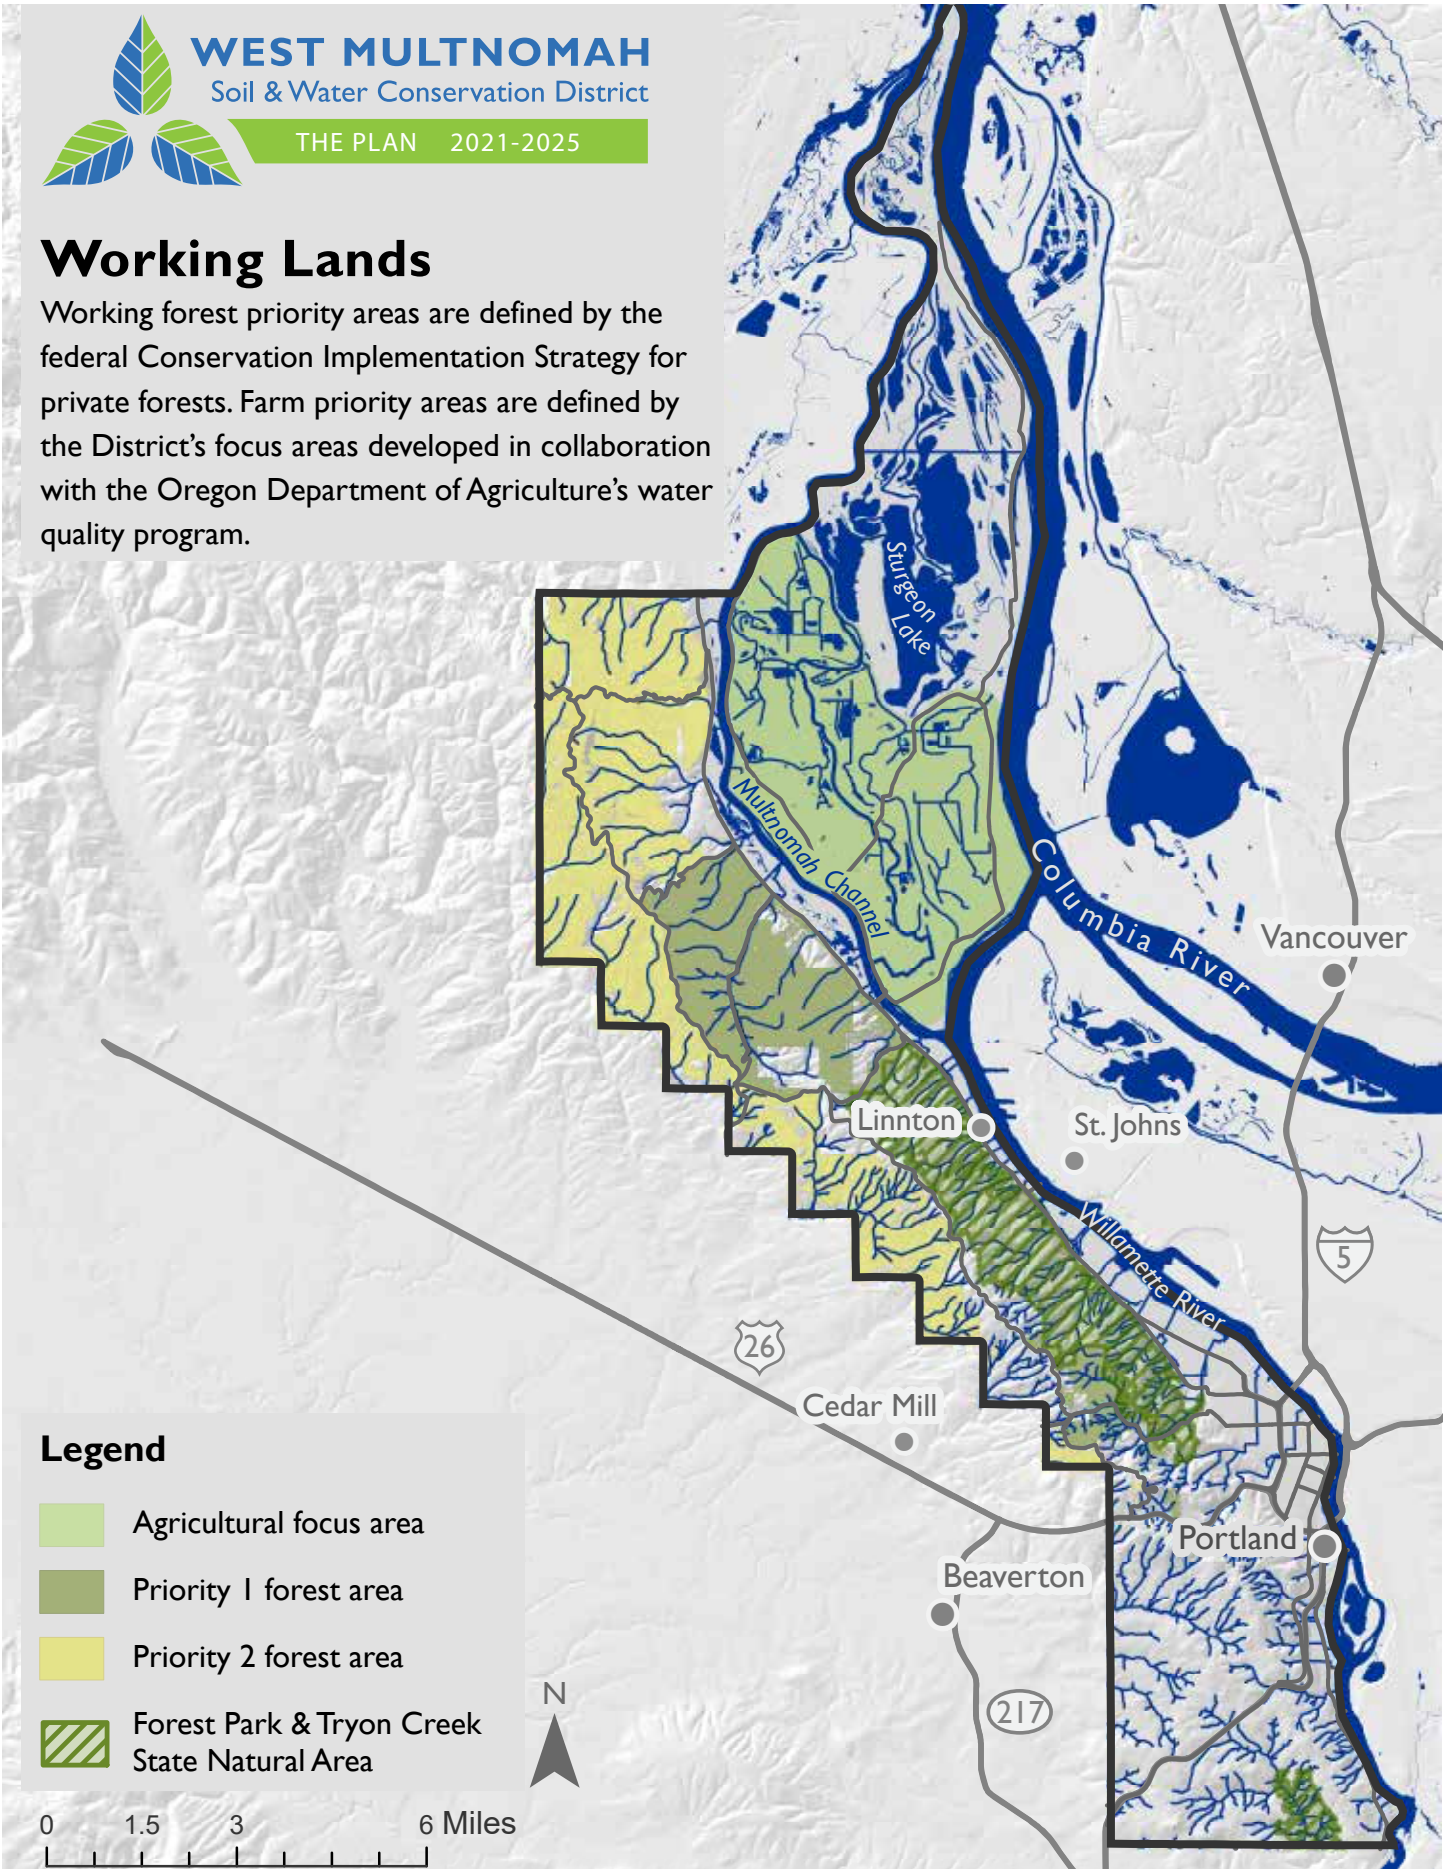 WEST MULTNOMAH
Soil & Water Conservation District
THE PLAN 2021-2025
Working Lands
Working forest priority areas are defined by the
federal Conservation Implementation Strategy for
private forests. Farm priority areas are defined by
the District's focus areas developed in collaboration
with the Oregon Department of Agriculture's water
quality program.
Sturgeon
Lake
Multnomah Channel
Columbia River
Vancouver
Linnton
St. Johns
Willamette River
5
26
Cedar Mill
Portland
Beaverton
217
Legend
Agricultural focus area
Priority 1 forest area
Priority 2 forest area
Forest Park & Tryon Creek
State Natural Area
N
0 1.5 3 6 Miles